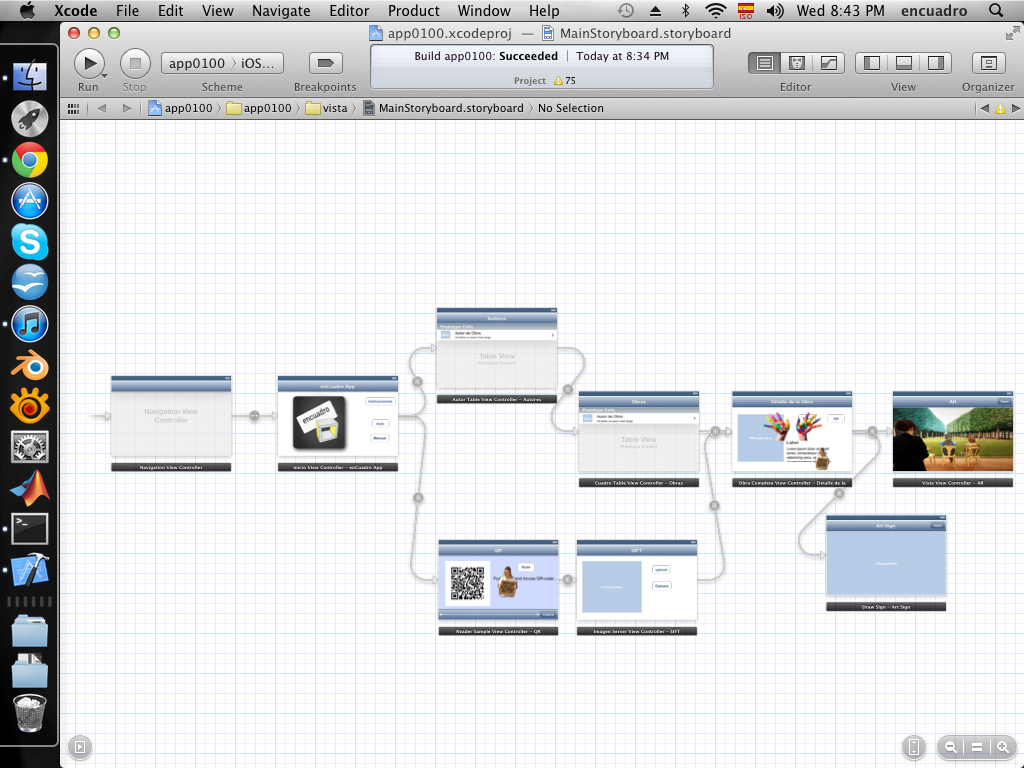 Xcode File Edit View Navigate Editor Product Window Help ISO Wed 8:43 PM encuadro
app0100.xcodeproj — MainStoryboard.storyboard
Build app0100: Succeeded | Today at 8:34 PM
app0100 › iOS...
Project 75
Run Stop Scheme Breakpoints Editor View Organizer
app0100 › app0100 › vista › MainStoryboard.storyboard › No Selection
Autores
Prototype Cells
Autor de Obra
Table View
Prototype Content
Autor Table View Controller - Autores
Navigation View
Controller
Navigation View Controller
enCuadro App
Instrucciones
encuadro
Auto
Manual
Inicio View Controller - enCuadro App
Obras
Prototype Cells
Autor de Obra
Table View
Prototype Content
Cuadro Table View Controller - Obras
Detalle de la Obra
AR
Label
Obra Completa View Controller - Detalle de la
AR
Vista View Controller - AR
QR
Scan
and focuse QR code
Reader Sample View Controller - QR
SIFT
upload
Camera
Imagen Server View Controller - SIFT
Art Sign
Draw Sign - Art Sign